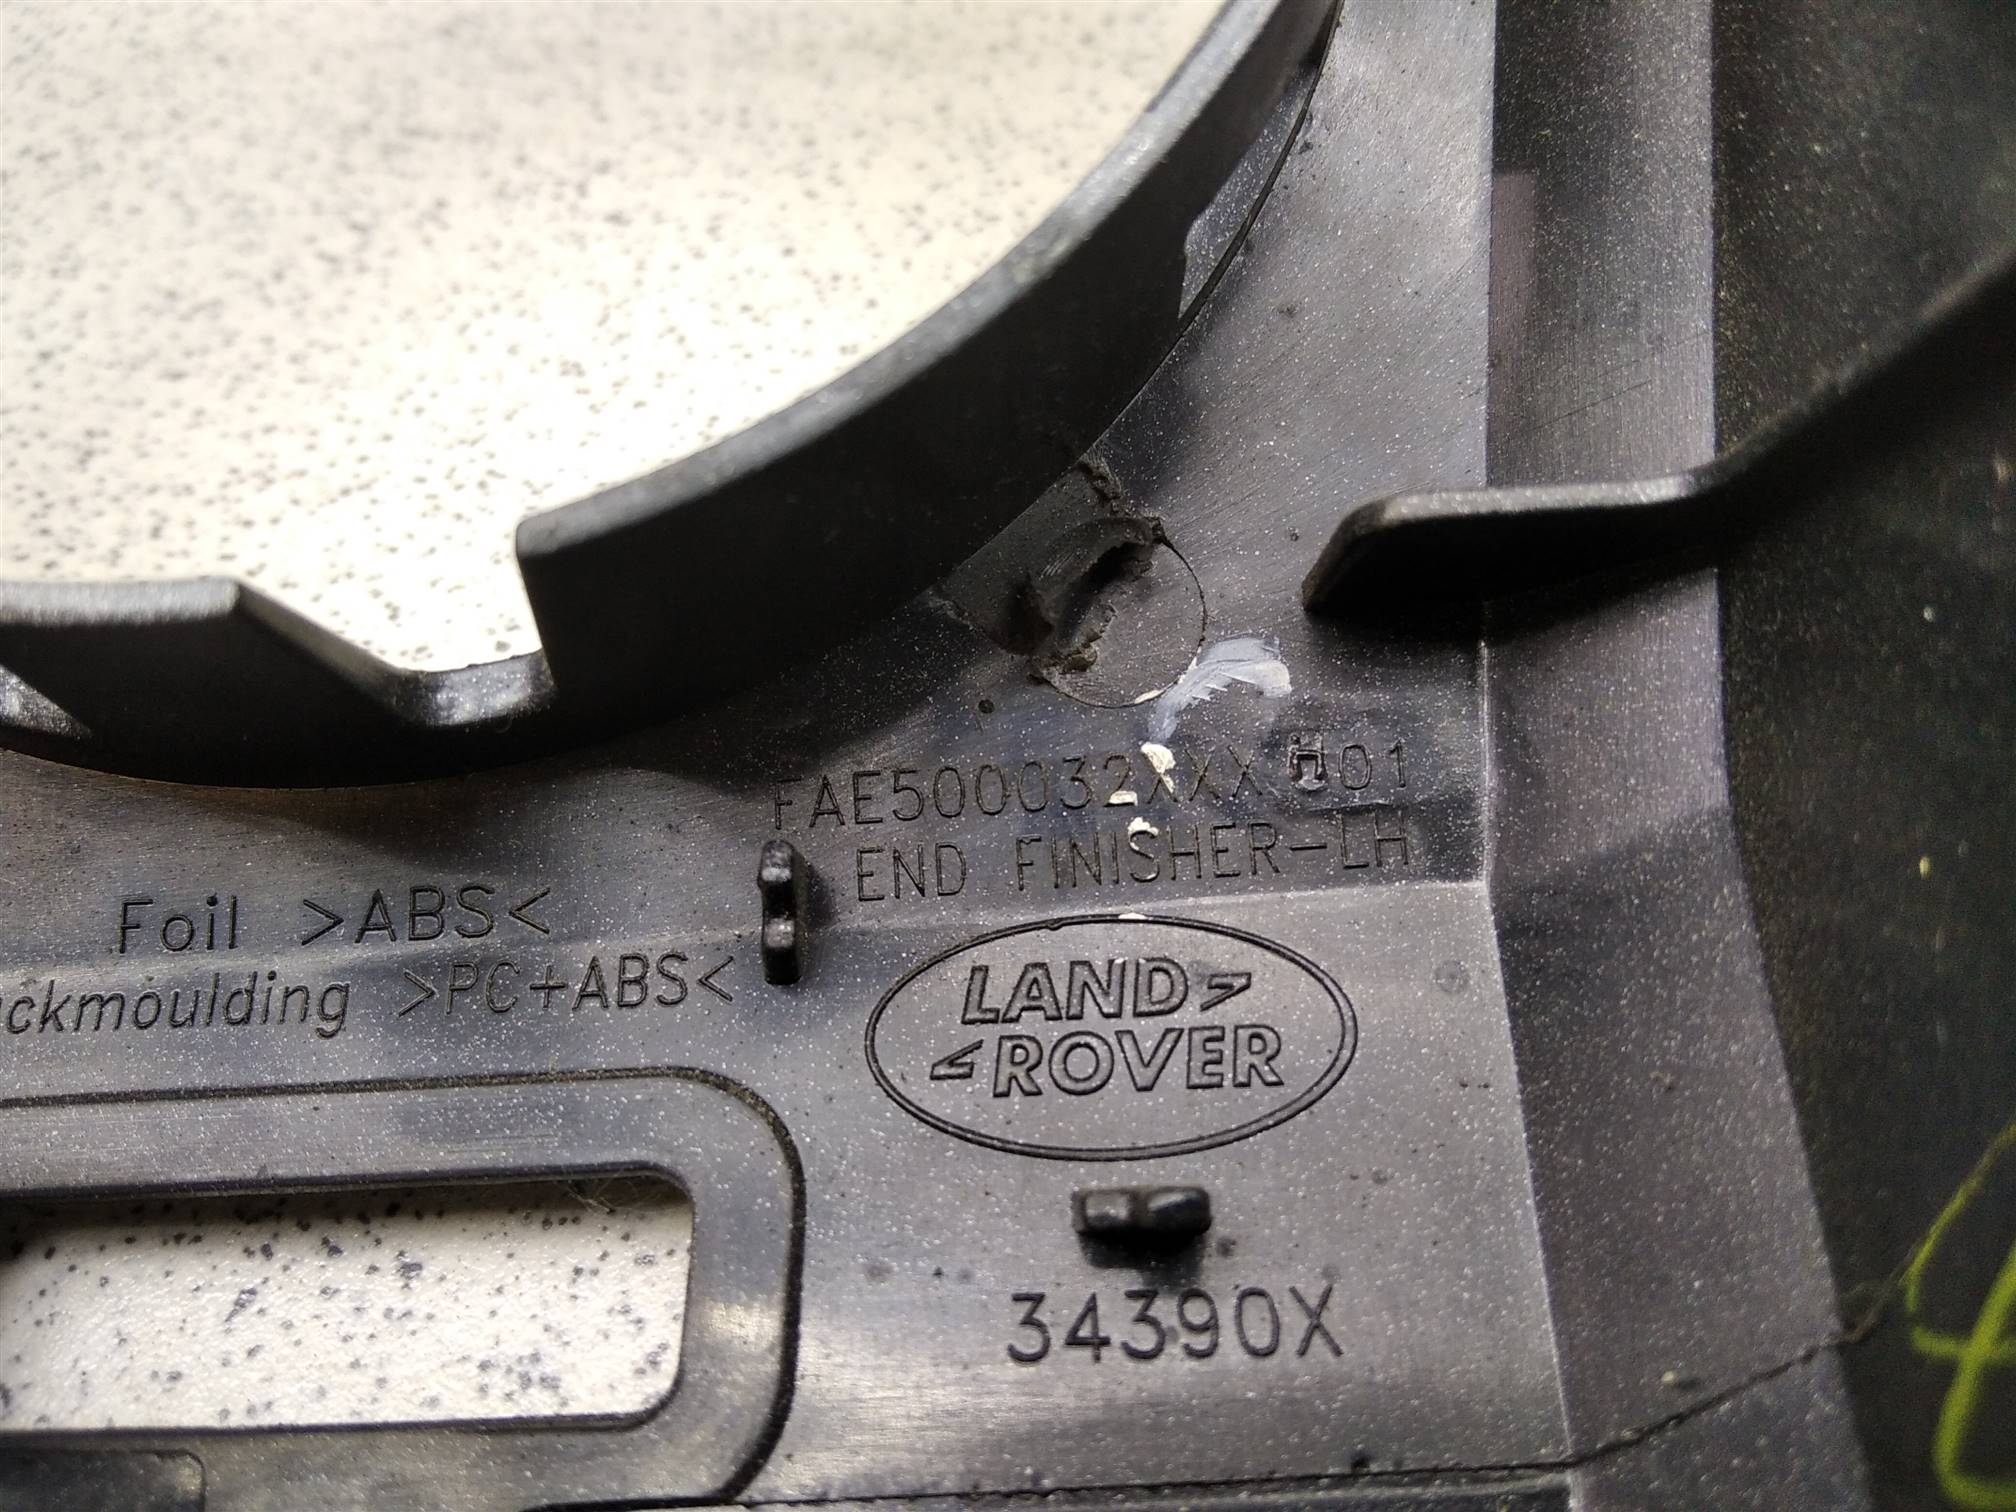 FAE500032XXX H01
END FINISHER-LH
Foil >ABS<
ckmoulding >PC+ABS<
LAND
ROVER
34390X